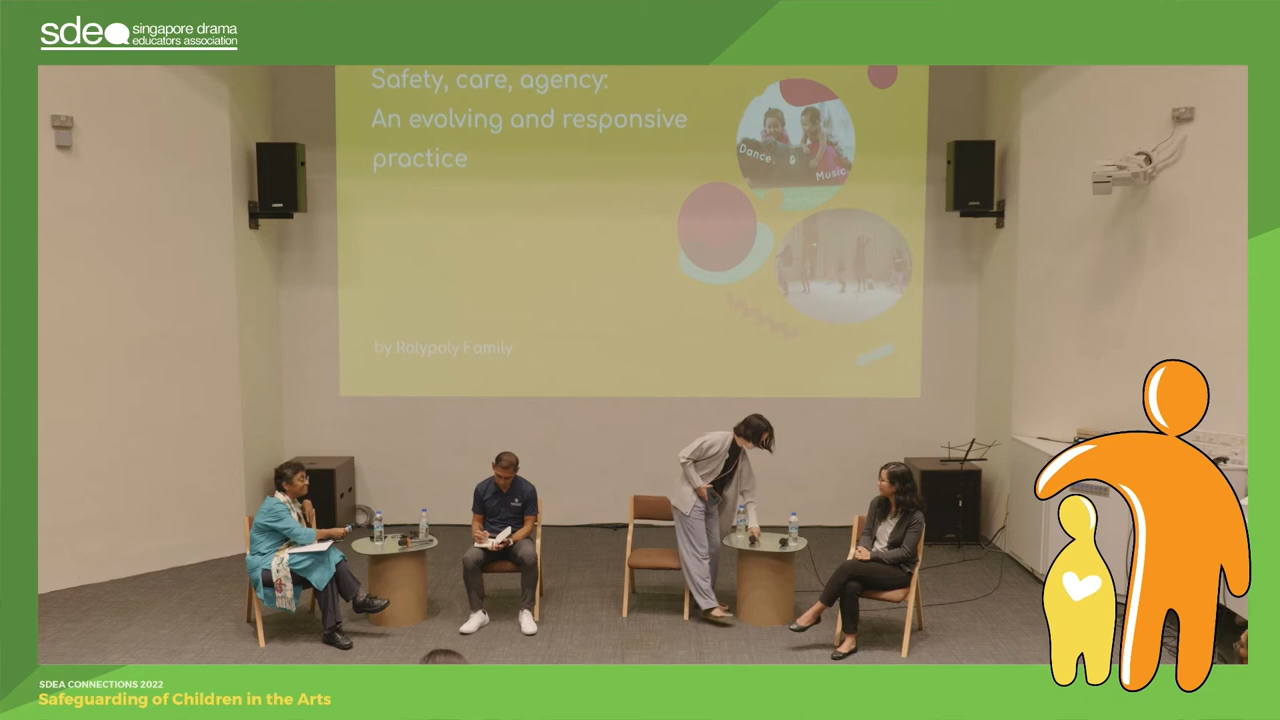 sdea singapore drama
educators association
Safety, care, agency:
An evolving and responsive
practice
Dance &
Music
by Rolypoly Family
SDEA CONNECTIONS 2022
Safeguarding of Children in the Arts